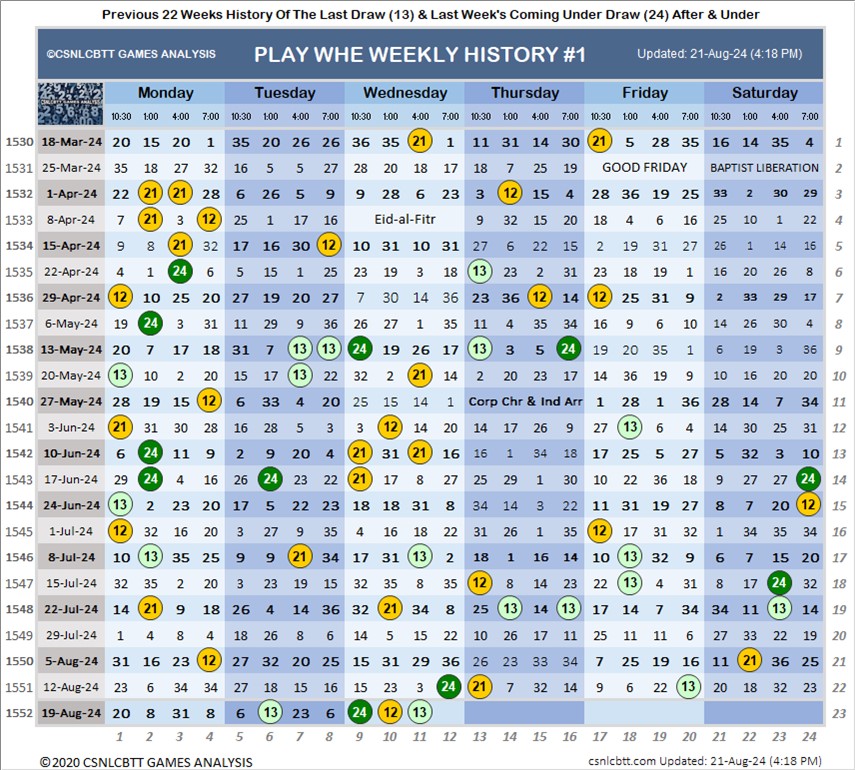 Previous 22 Weeks History Of The Last Draw (13) & Last Week's Coming Under Draw (24) After & Under
©CSNLCBTT GAMES ANALYSIS PLAY WHE WEEKLY HISTORY #1 Updated: 21-Aug-24 (4:18 PM)
Monday Tuesday Wednesday Thursday Friday Saturday
10:30 1:00 4:00 7:00 10:30 1:00 4:00 8:00 10:30 1:00 4:00 7:00 10:30 1:00 4:00 7:00 10:30 1:00 4:00 7:00 10:30 1:00 4:00 7:00
1530 18-Mar-24 20 15 20 1 35 20 26 26 36 35 21 1 11 31 14 30 21 5 28 35 16 14 35 4 1
1531 25-Mar-24 35 18 27 32 16 5 5 27 28 20 18 17 18 7 25 19 GOOD FRIDAY BAPTIST LIBERATION 2
1532 1-Apr-24 22 21 21 28 6 26 5 9 9 28 6 23 3 12 15 4 28 36 19 25 33 2 30 29 3
1533 8-Apr-24 7 21 3 12 25 1 17 16 Eid-al-Fitr 9 32 15 20 18 4 6 16 25 10 1 22 4
1534 15-Apr-24 9 8 21 32 17 16 30 12 10 31 10 31 27 6 22 15 2 19 31 27 26 1 14 16 5
1535 22-Apr-24 4 1 24 6 5 15 1 25 23 19 3 18 13 23 2 31 23 18 19 1 16 20 26 8 6
1536 29-Apr-24 12 10 25 20 27 19 20 27 7 30 14 36 23 36 12 14 12 25 31 9 2 33 29 17 7
1537 6-May-24 19 24 3 31 11 29 9 36 26 27 1 35 11 4 35 34 16 9 6 10 14 26 30 4 8
1538 13-May-24 20 7 17 18 31 7 13 13 24 19 26 17 13 3 5 24 19 20 35 1 6 19 3 36 9
1539 20-May-24 13 10 2 20 15 17 13 22 32 2 21 14 2 20 23 17 14 36 19 9 10 16 20 20 10
1540 27-May-24 28 19 15 12 6 33 4 20 25 15 14 1 Corp Chr & Ind Arr 1 28 1 36 28 14 7 34 11
1541 3-Jun-24 21 31 30 28 16 28 5 3 3 12 20 14 14 17 26 9 28 13 18 6 14 30 25 31 12
1542 10-Jun-24 6 24 11 25 2 9 20 4 21 31 21 16 16 1 34 18 17 25 5 27 5 32 3 10 13
1543 17-Jun-24 29 24 4 29 26 24 23 22 21 17 8 27 25 29 1 30 10 22 36 18 9 27 27 24 14
1544 24-Jun-24 13 2 23 20 17 5 22 23 18 18 31 8 34 14 3 22 11 31 19 27 8 7 20 12 15
1545 1-Jul-24 12 32 16 20 3 27 9 35 4 16 18 22 31 26 1 35 12 17 31 32 1 34 35 34 16
1546 8-Jul-24 10 13 35 25 9 9 21 34 17 31 13 2 18 1 16 14 10 13 32 9 6 7 15 20 17
1547 15-Jul-24 32 35 2 20 3 23 19 15 32 35 8 35 12 8 14 23 22 13 31 4 8 17 24 32 18
1548 22-Jul-24 14 21 9 18 26 4 14 36 32 21 34 8 25 13 14 13 17 14 7 34 34 11 13 14 19
1549 29-Jul-24 1 4 8 4 18 26 8 6 14 5 15 22 10 26 11 11 25 11 11 6 27 33 22 19 20
1550 5-Aug-24 31 16 23 12 27 32 20 25 15 31 29 36 26 23 33 34 7 25 19 16 11 21 36 25 21
1551 12-Aug-24 23 6 34 34 27 18 15 16 15 23 3 24 21 7 32 14 9 6 22 13 20 18 32 23 22
1552 19-Aug-24 20 8 31 8 6 13 23 6 24 12 13 23
1 2 3 4 5 6 7 8 9 10 11 12 13 14 15 16 17 18 19 20 21 22 23 24
©2020 CSNLCBTT GAMES ANALYSIS csnlcbtt.com Updated: 21-Aug-24 (4:18 PM)